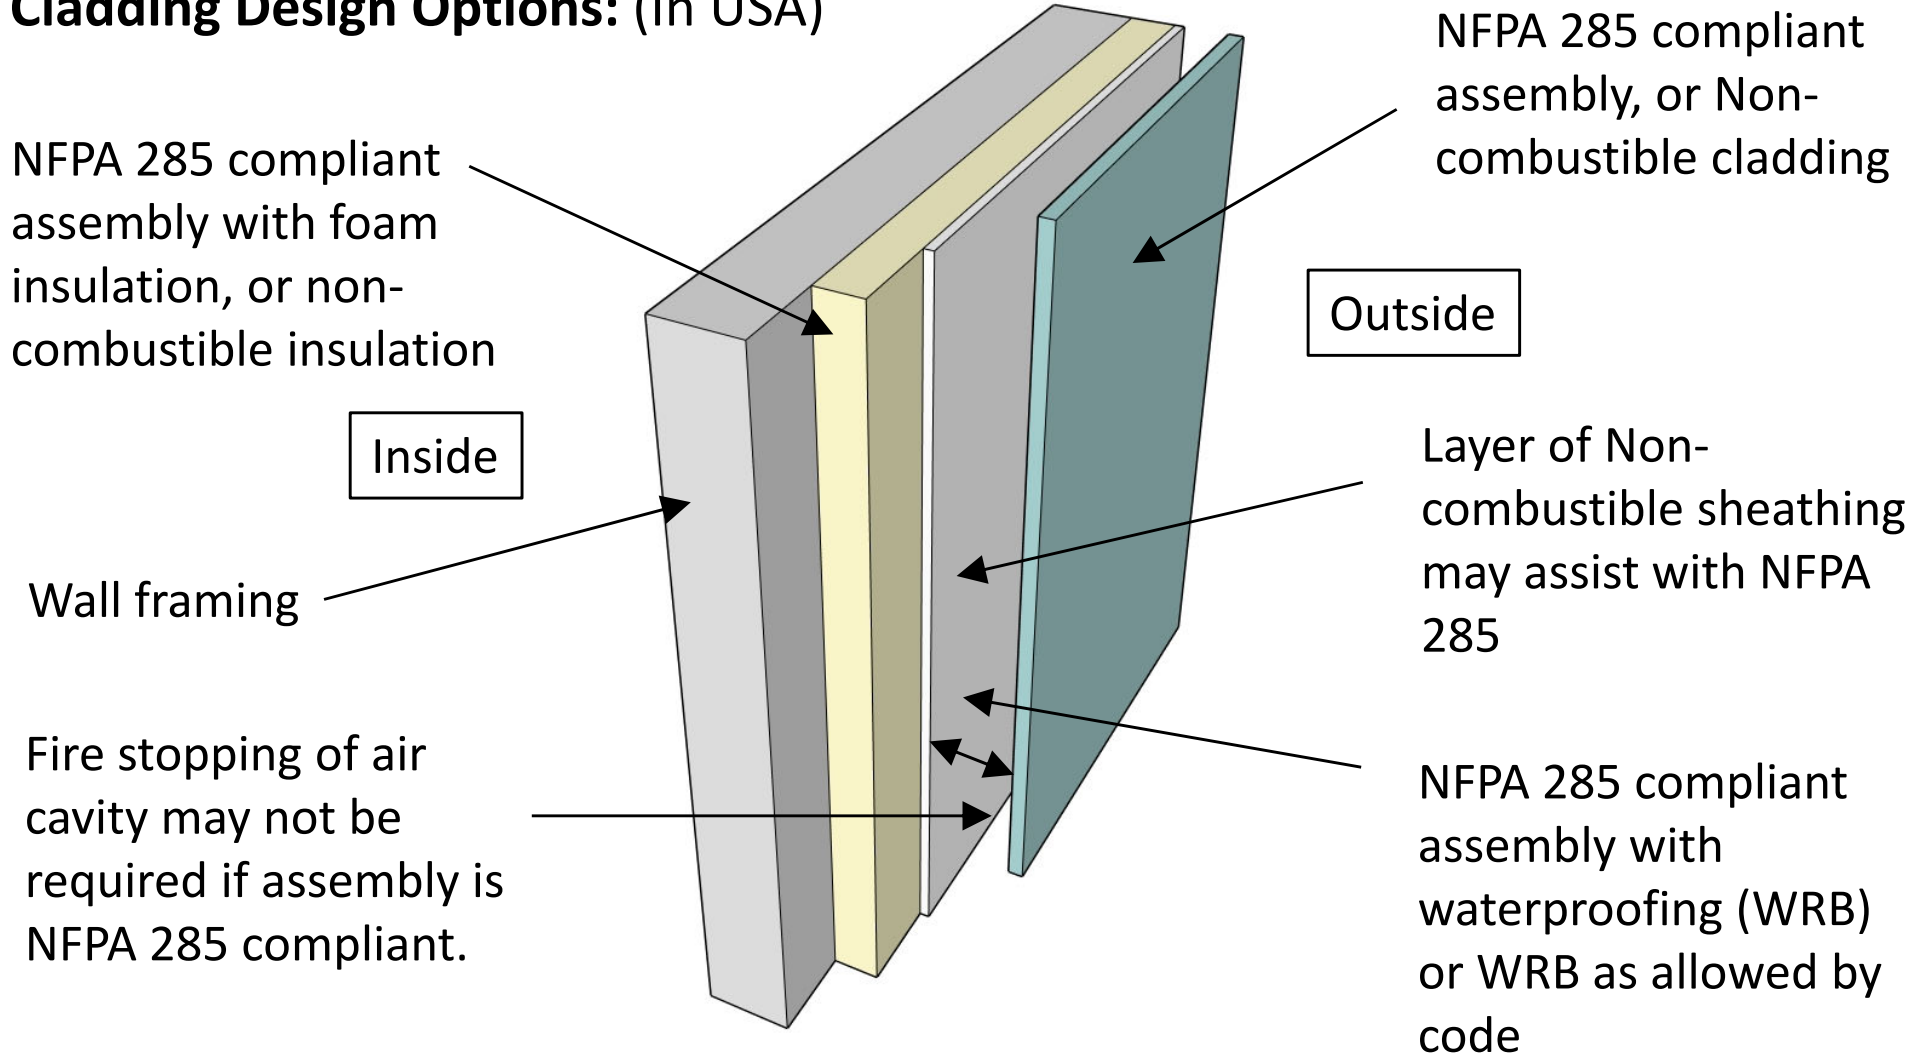 Cladding Design Options: (in USA)
NFPA 285 compliant
assembly with foam
insulation, or non-
combustible insulation
Inside
Wall framing
Fire stopping of air
cavity may not be
required if assembly is
NFPA 285 compliant.
NFPA 285 compliant
assembly, or Non-
combustible cladding
Outside
Layer of Non-
combustible sheathing
may assist with NFPA
285
NFPA 285 compliant
assembly with
waterproofing (WRB)
or WRB as allowed by
code